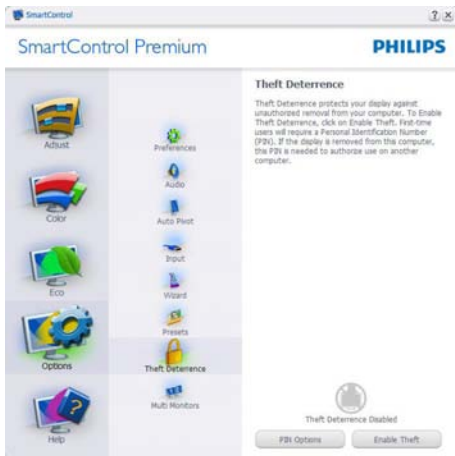 SmartControl
SmartControl Premium
PHILIPS
Adjust
Color
Eco
Options
Help
Preferences
Audio
Auto Pivot
Input
Wizard
Presets
Theft Deterrence
Multi Monitors
Theft Deterrence
Theft Deterrence protects your display against
unauthorized removal from your computer. To Enable
Theft Deterrence, click on Enable Theft. First-time
users will require a Personal Identification Number
(PIN). If the display is removed from this computer,
this PIN is needed to authorize use on another
computer.
Theft Deterrence Disabled
PIN Options
Enable Theft